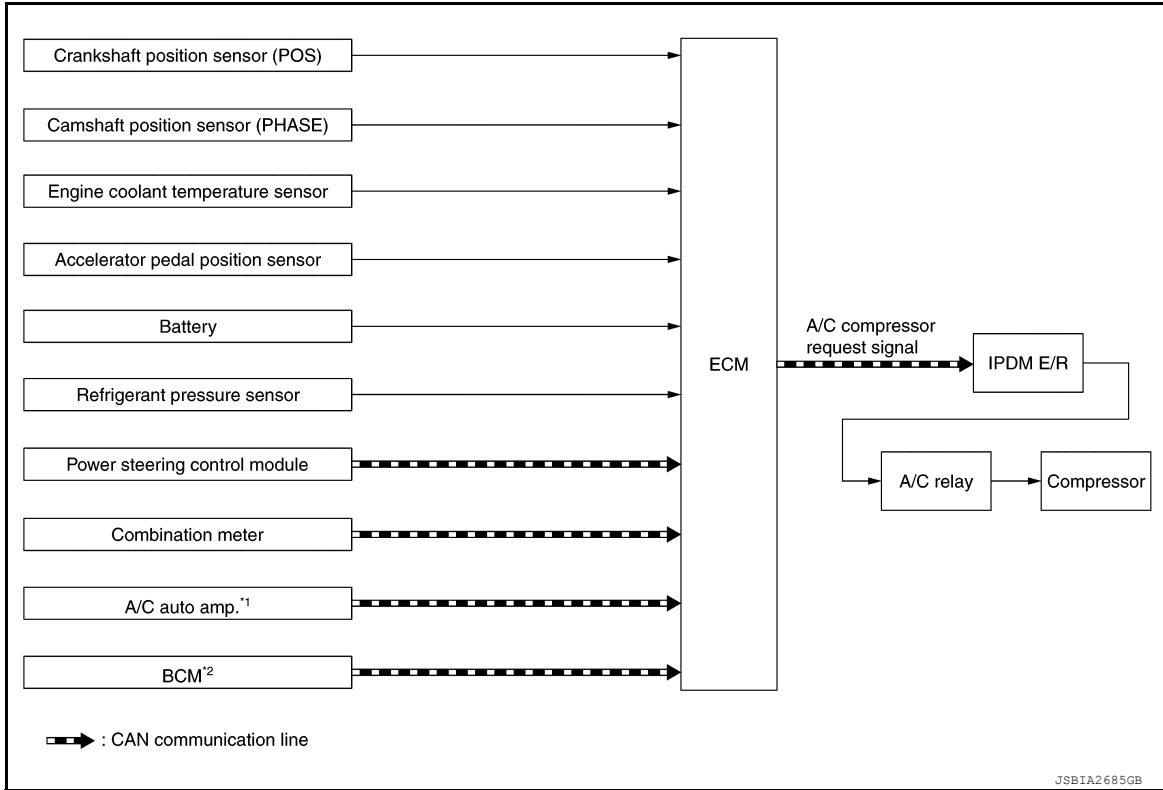 Crankshaft position sensor (POS)
Camshaft position sensor (PHASE)
Engine coolant temperature sensor
Accelerator pedal position sensor
Battery
Refrigerant pressure sensor
Power steering control module
Combination meter
A/C auto amp.*1
BCM*2
ECM
A/C compressor
request signal
IPDM E/R
A/C relay
Compressor
: CAN communication line
JSBIA2685GB